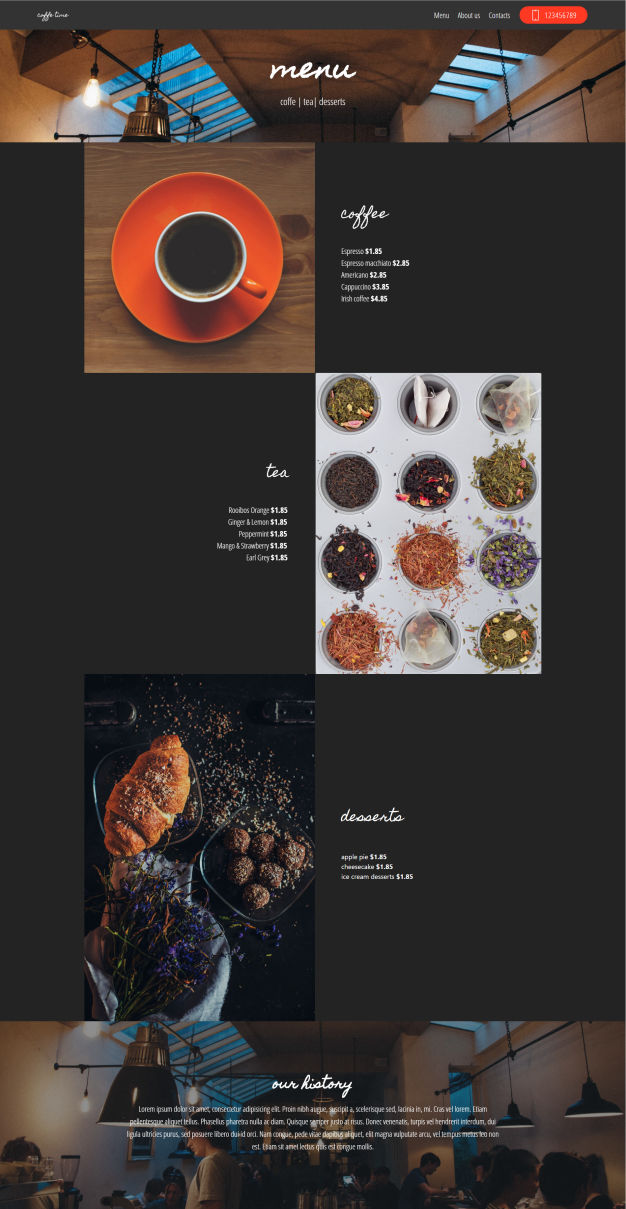 coffe time
Menu About us Contacts 123456789
menu
coffe | tea| desserts
coffee
Espresso $1.85
Espresso macchiato $2.85
Americano $2.85
Cappuccino $3.85
Irish coffee $4.85
tea
Rooibos Orange $1.85
Ginger & Lemon $1.85
Peppermint $1.85
Mango & Strawberry $1.85
Earl Grey $1.85
desserts
apple pie $1.85
cheesecake $1.85
ice cream desserts $1.85
our history
Lorem ipsum dolor sit amet, consectetur adipisicing elit. Proin nibh augue, suscipit a, scelerisque sed, lacinia in, mi. Cras vel lorem. Etiam
pellentesque aliquet tellus. Phasellus pharetra nulla ac diam. Quisque semper justo at risus. Donec venenatis, turpis vel hendrerit interdum, dui
ligula ultricies purus, sed posuere libero dui id orci. Nam congue, pede vitae dapibus aliquet, elit magna vulputate arcu, vel tempus metus leo non
est. Etiam sit amet lectus quis est congue mollis.